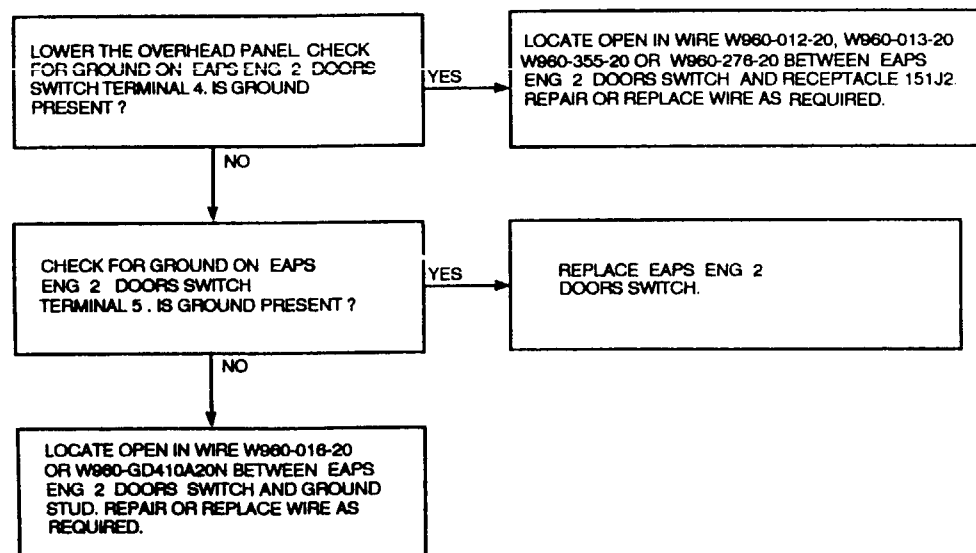 LOWER THE OVERHEAD PANEL. CHECK
FOR GROUND ON EAPS ENG 2 DOORS
SWITCH TERMINAL 4. IS GROUND
PRESENT ?
YES
LOCATE OPEN IN WIRE W960-012-20, W960-013-20
W960-355-20 OR W960-276-20 BETWEEN EAPS
ENG 2 DOORS SWITCH AND RECEPTACLE 151J2.
REPAIR OR REPLACE WIRE AS REQUIRED.
NO
CHECK FOR GROUND ON EAPS
ENG 2 DOORS SWITCH
TERMINAL 5 . IS GROUND PRESENT ?
YES
REPLACE EAPS ENG 2
DOORS SWITCH.
NO
LOCATE OPEN IN WIRE W960-016-20
OR W960-GD410A20N BETWEEN EAPS
ENG 2 DOORS SWITCH AND GROUND
STUD. REPAIR OR REPLACE WIRE AS
REQUIRED.